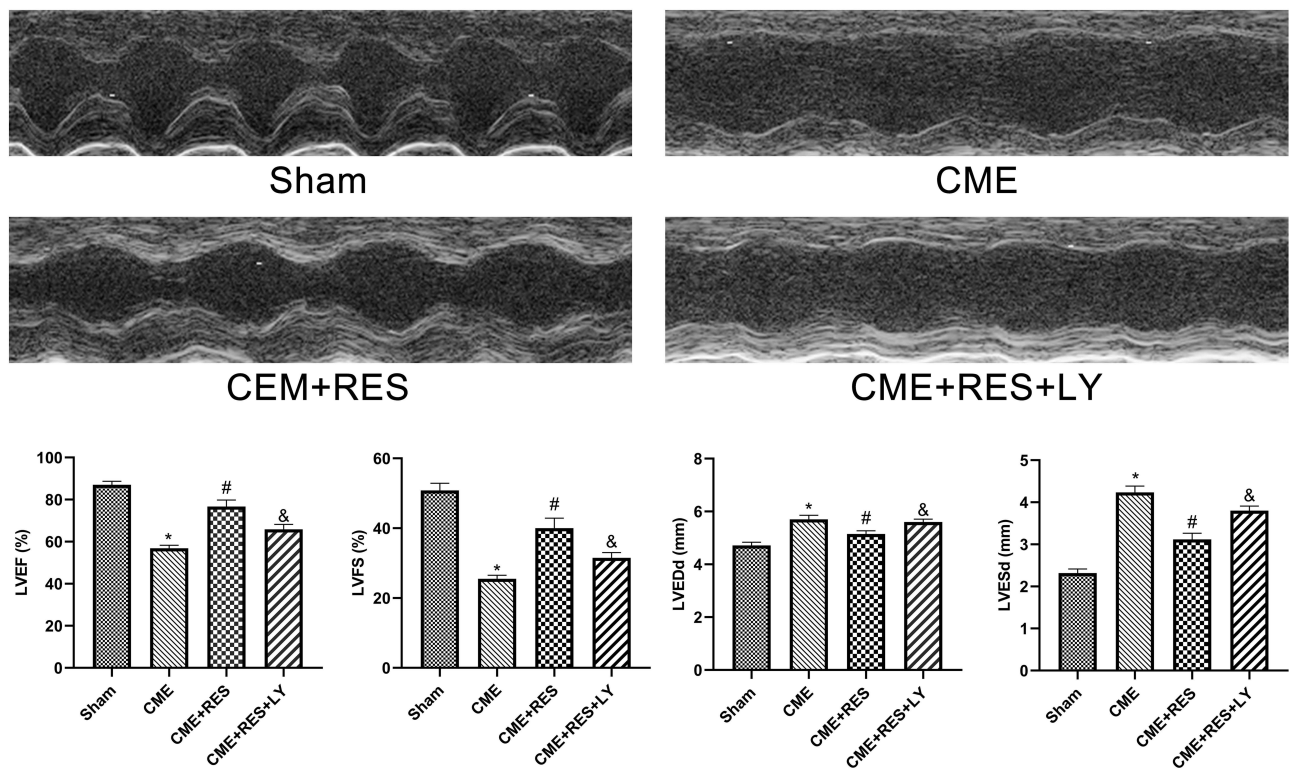 Sham
CME
CEM+RES
CME+RES+LY
LVEF (%)
100
80
60
40
20
0
*
#
&
Sham
CME
CME+RES
CME+RES+LY
LVFS (%)
60
40
20
0
*
#
&
Sham
CME
CME+RES
CME+RES+LY
LVEDd (mm)
8
6
4
2
0
*
#
&
Sham
CME
CME+RES
CME+RES+LY
LVESd (mm)
5
4
3
2
1
0
*
#
&
Sham
CME
CME+RES
CME+RES+LY